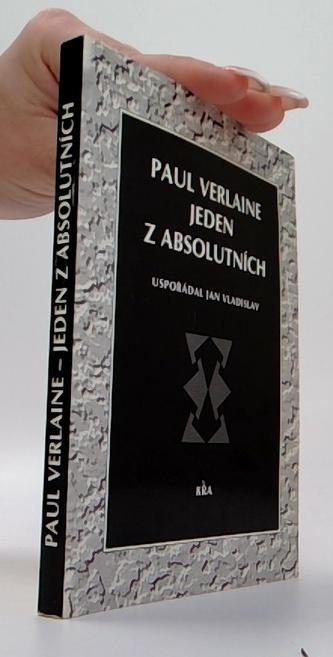 PAUL VERLAINE – JEDEN Z ABSOLUTNÍCH
PAUL VERLAINE
JEDEN
Z ABSOLUTNÍCH
USPOŘÁDAL JAN VLADISLAV
KRA